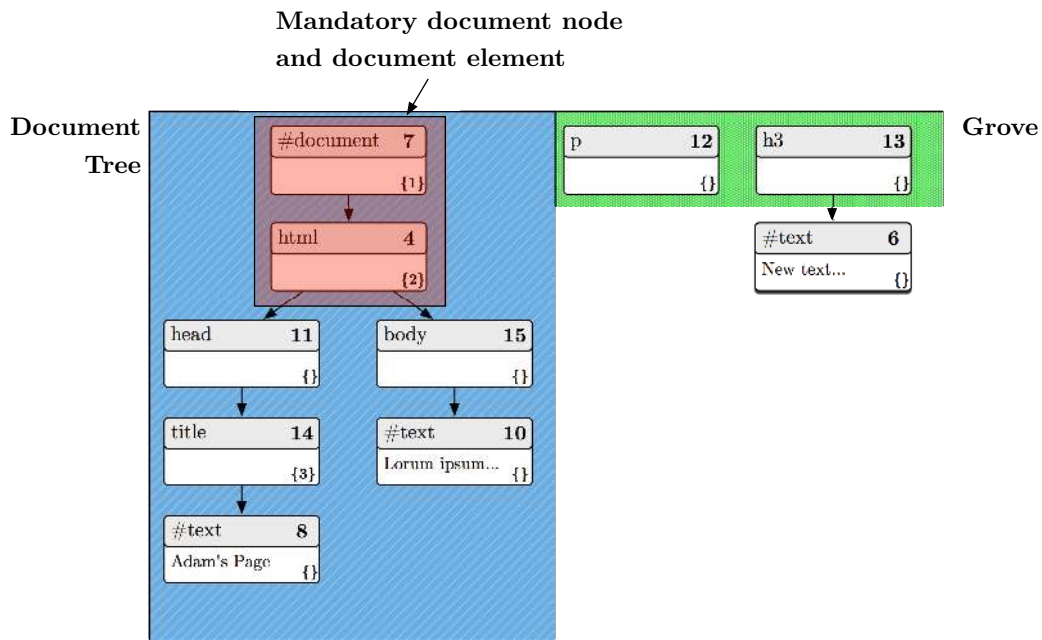 Mandatory document node
and document element
Document
Tree
Grove
#document 7
{1}
html 4
{2}
p 12
{}
h3 13
{}
#text 6
New text...
{}
head 11
{}
body 15
{}
title 14
{3}
#text 10
Lorum ipsum...
{}
#text 8
Adam's Page
{}